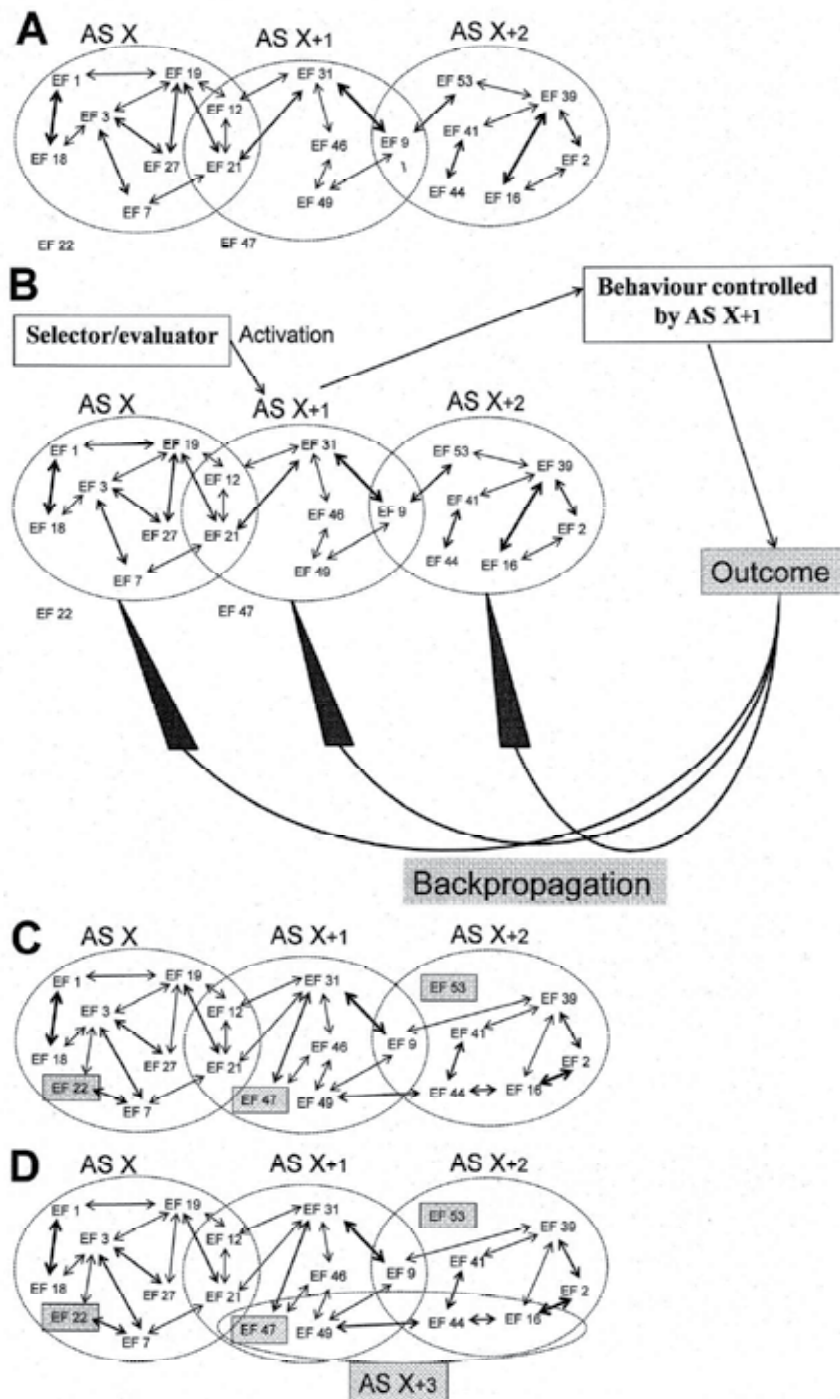 A
AS X AS X+1 AS X+2
EF 1 EF 19 EF 31 EF 53 EF 39
EF 3 EF 12 EF 41
EF 18 EF 27 EF 21 EF 46 EF 9 EF 2
EF 7 EF 49 EF 44 EF 16
EF 22 EF 47
B
Behaviour controlled
by AS X+1
Selector/evaluator Activation
AS X AS X+1 AS X+2
EF 1 EF 19 EF 31 EF 53 EF 39
EF 3 EF 12 EF 41
EF 18 EF 27 EF 21 EF 46 EF 9 EF 2
EF 7 EF 49 EF 44 EF 16
Outcome
EF 22 EF 47
Backpropagation
C
AS X AS X+1 AS X+2
EF 1 EF 19 EF 31 EF 53 EF 39
EF 3 EF 12 EF 41
EF 18 EF 27 EF 21 EF 46 EF 9 EF 2
EF 22 EF 7 EF 47 EF 49 EF 44 EF 16
D
AS X AS X+1 AS X+2
EF 1 EF 19 EF 31 EF 53 EF 39
EF 3 EF 12 EF 41
EF 18 EF 27 EF 21 EF 46 EF 9 EF 2
EF 22 EF 7 EF 47 EF 49 EF 44 EF 16
AS X+3